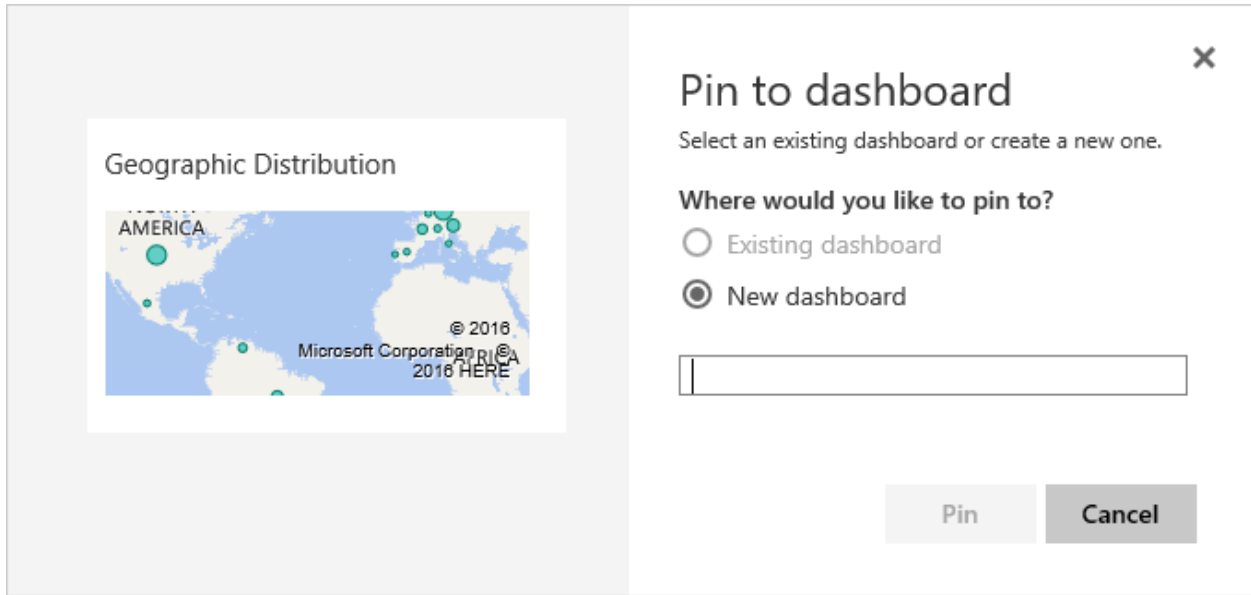 Geographic Distribution
AMERICA
© 2016
Microsoft Corporation ©
AFRICA
2016 HERE
×
Pin to dashboard
Select an existing dashboard or create a new one.
Where would you like to pin to?
Existing dashboard
New dashboard
Pin
Cancel